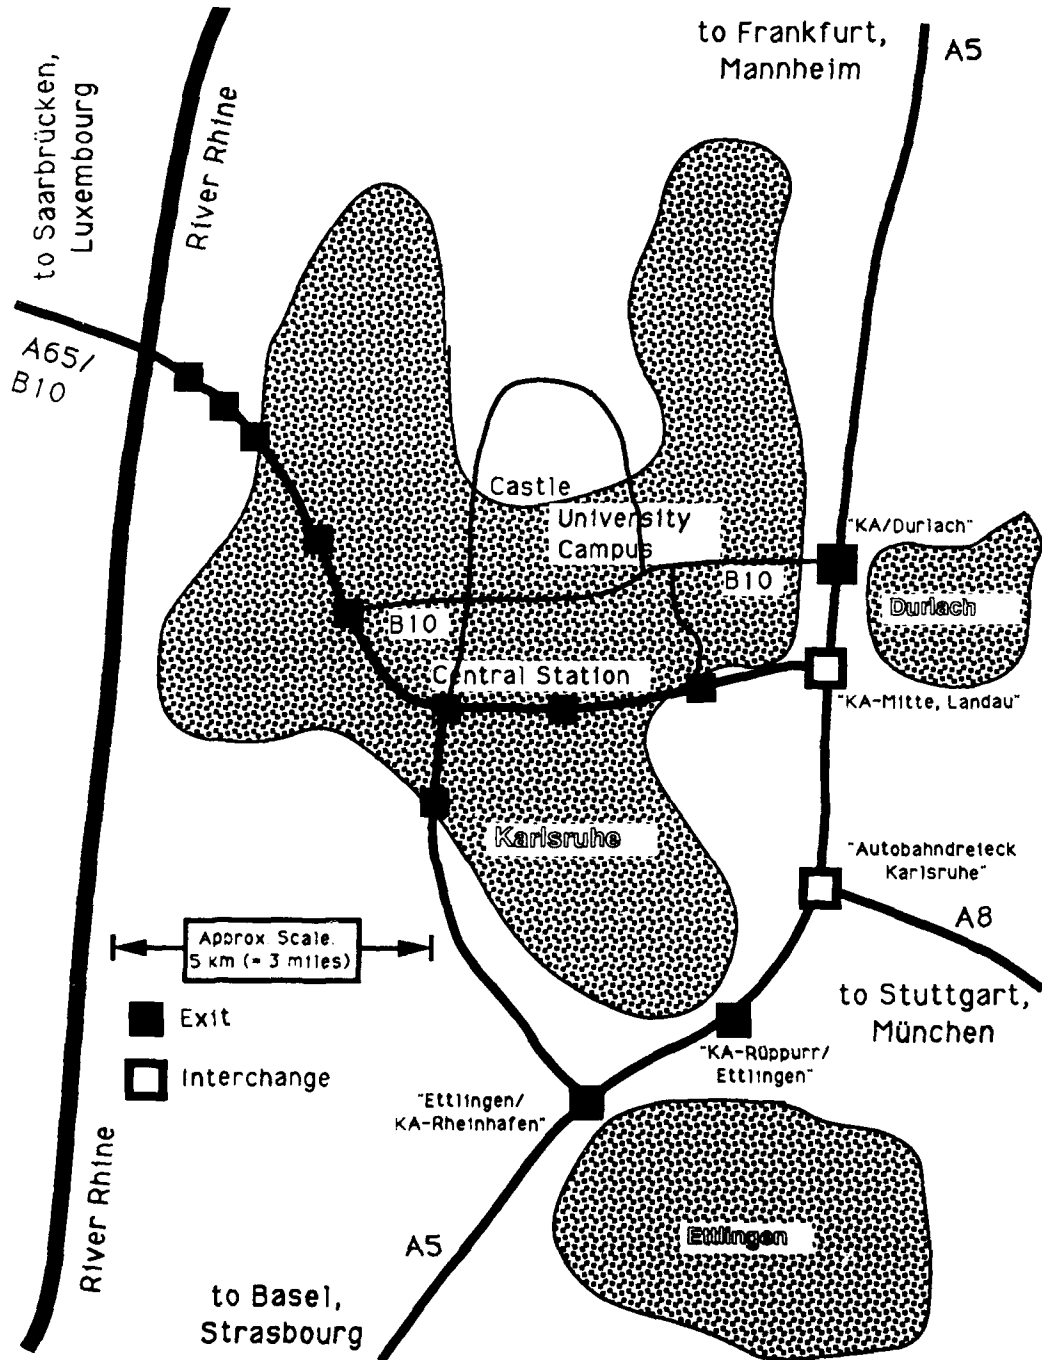 to Frankfurt,
Mannheim
A5
to Saarbrücken,
Luxembourg
River Rhine
A65/
B10
Castle
University
Campus
"KA/Durlach"
B10
Durlach
B10
Central Station
"KA-Mitte, Landau"
Karlsruhe
"Autobahndreieck
Karlsruhe"
A8
Approx. Scale.
5 km (= 3 miles)
to Stuttgart,
München
Exit
"KA-Rüppurr/
Ettlingen"
Interchange
"Ettlingen/
KA-Rheinhafen"
River Rhine
Ettlingen
A5
to Basel,
Strasbourg